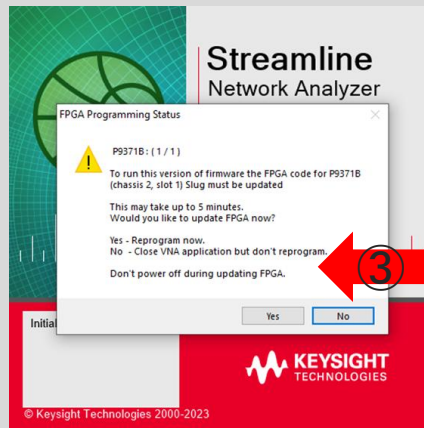 Streamline
Network Analyzer
FPGA Programming Status
P9371B: ( 1 / 1 )
To run this version of firmware the FPGA code for P9371B
(chassis 2, slot 1) Slug must be updated
This may take up to 5 minutes.
Would you like to update FPGA now?
Yes - Reprogram now.
No - Close VNA application but don't reprogram.
Don't power off during updating FPGA.
3
Yes No
Initial
KEYSIGHT
TECHNOLOGIES
© Keysight Technologies 2000-2023